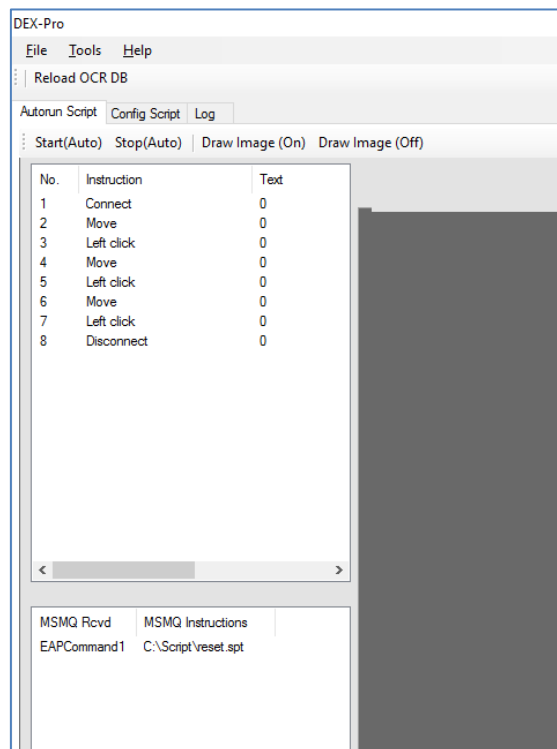 DEX-Pro
File Tools Help
Reload OCR DB
Autorun Script Config Script Log
Start(Auto) Stop(Auto) Draw Image (On) Draw Image (Off)
No. Instruction Text
1 Connect 0
2 Move 0
3 Left click 0
4 Move 0
5 Left click 0
6 Move 0
7 Left click 0
8 Disconnect 0
MSMQ Rcvd MSMQ Instructions
EAPCommand1 C:\Script\reset.spt